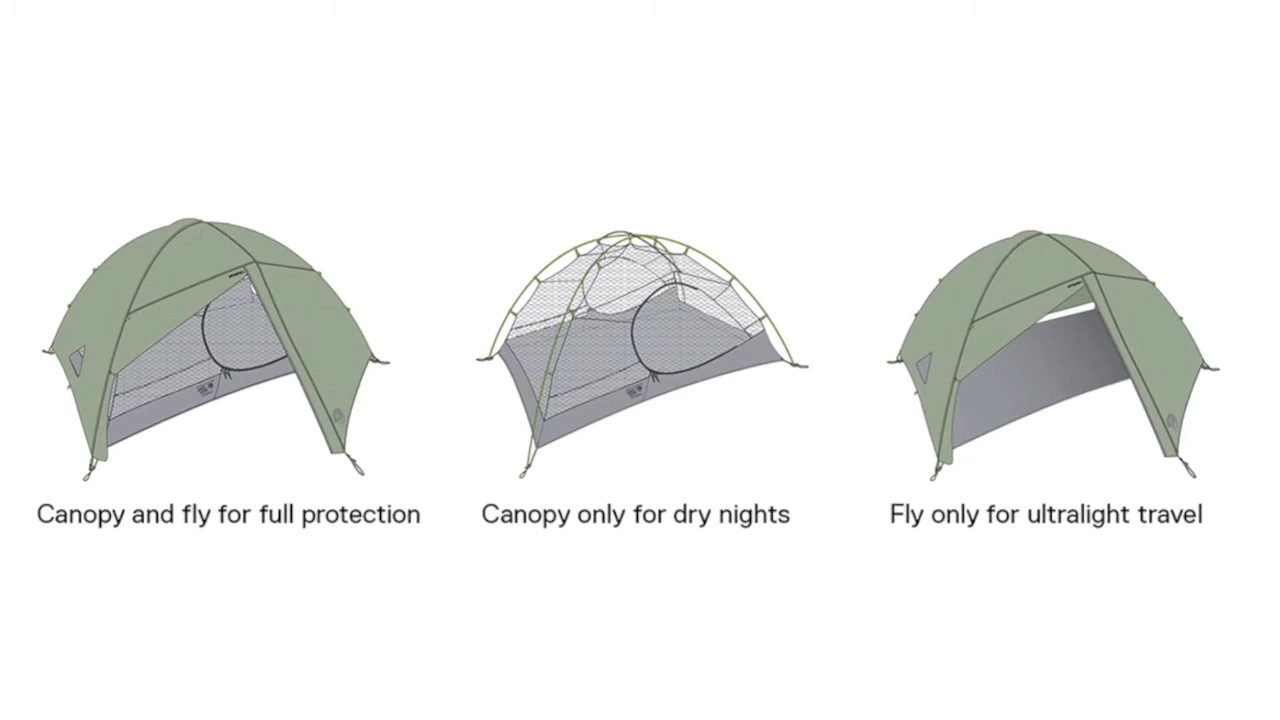 Canopy and fly for full protection
Canopy only for dry nights
Fly only for ultralight travel